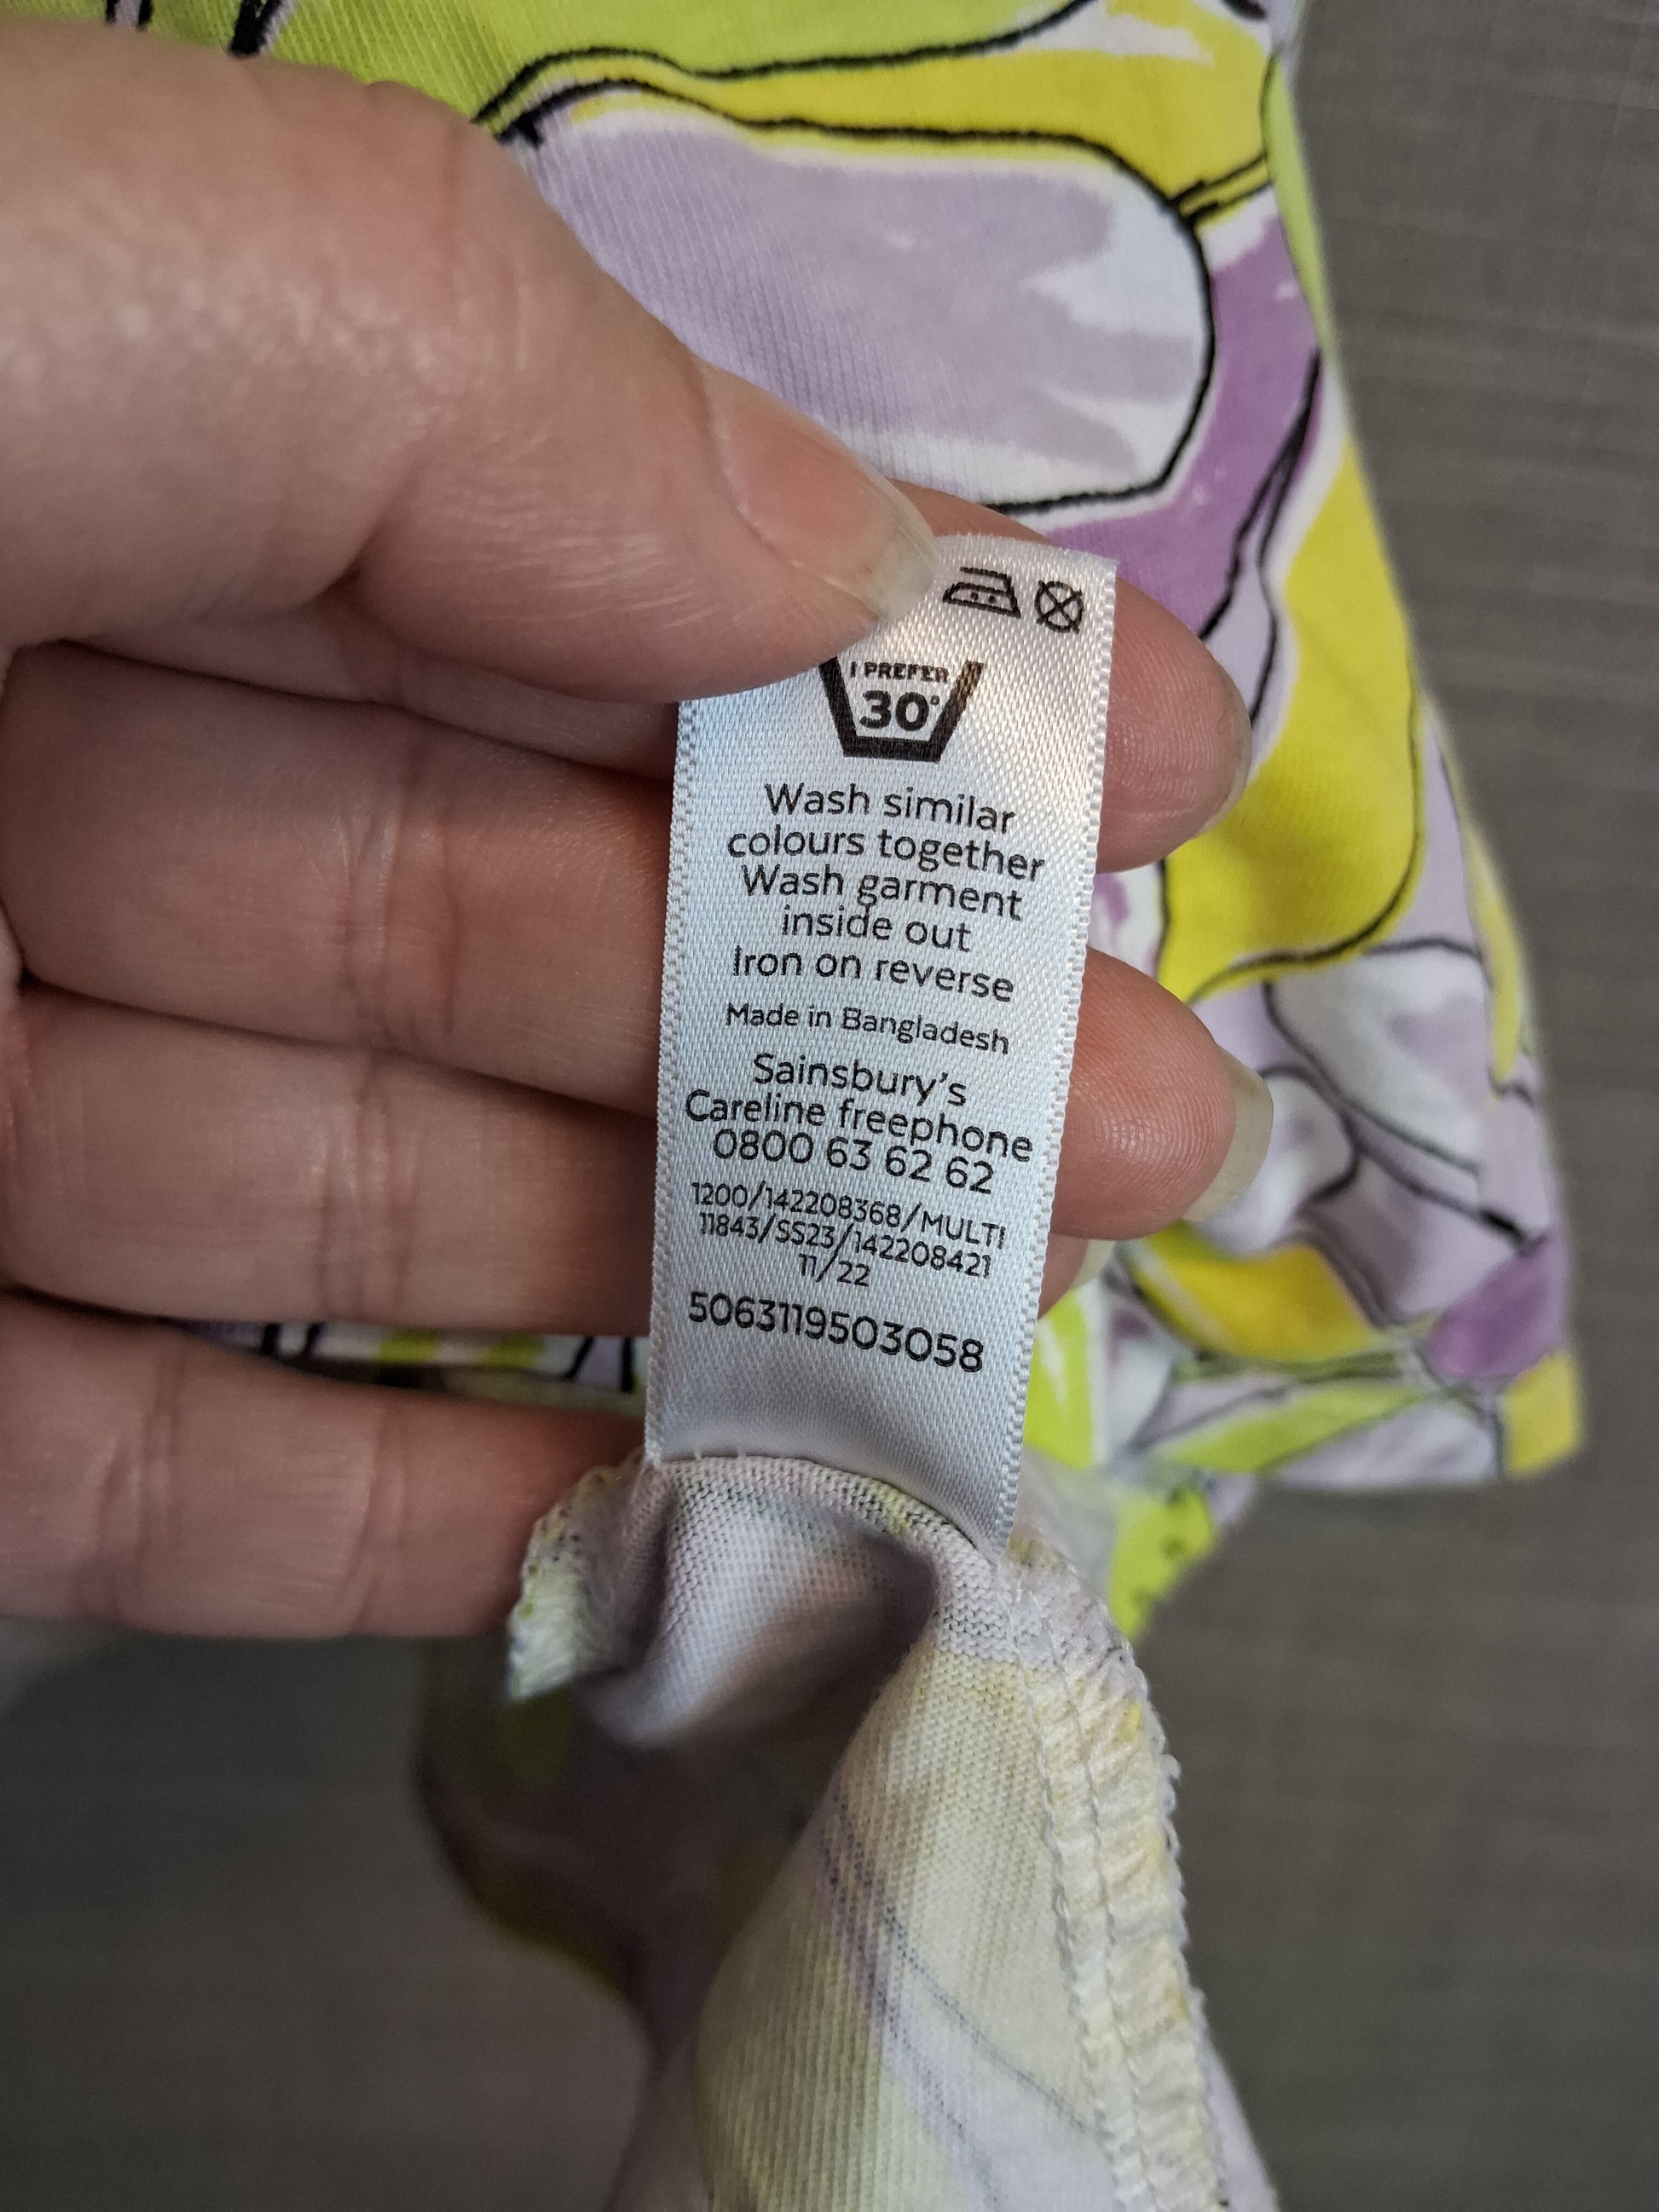 I PREFER
30°
Wash similar
colours together
Wash garment
inside out
Iron on reverse
Made in Bangladesh
Sainsbury's
Careline freephone
0800 63 62 62
1200/142208368/MULTI
11843/SS23/142208421
11/22
5063119503058